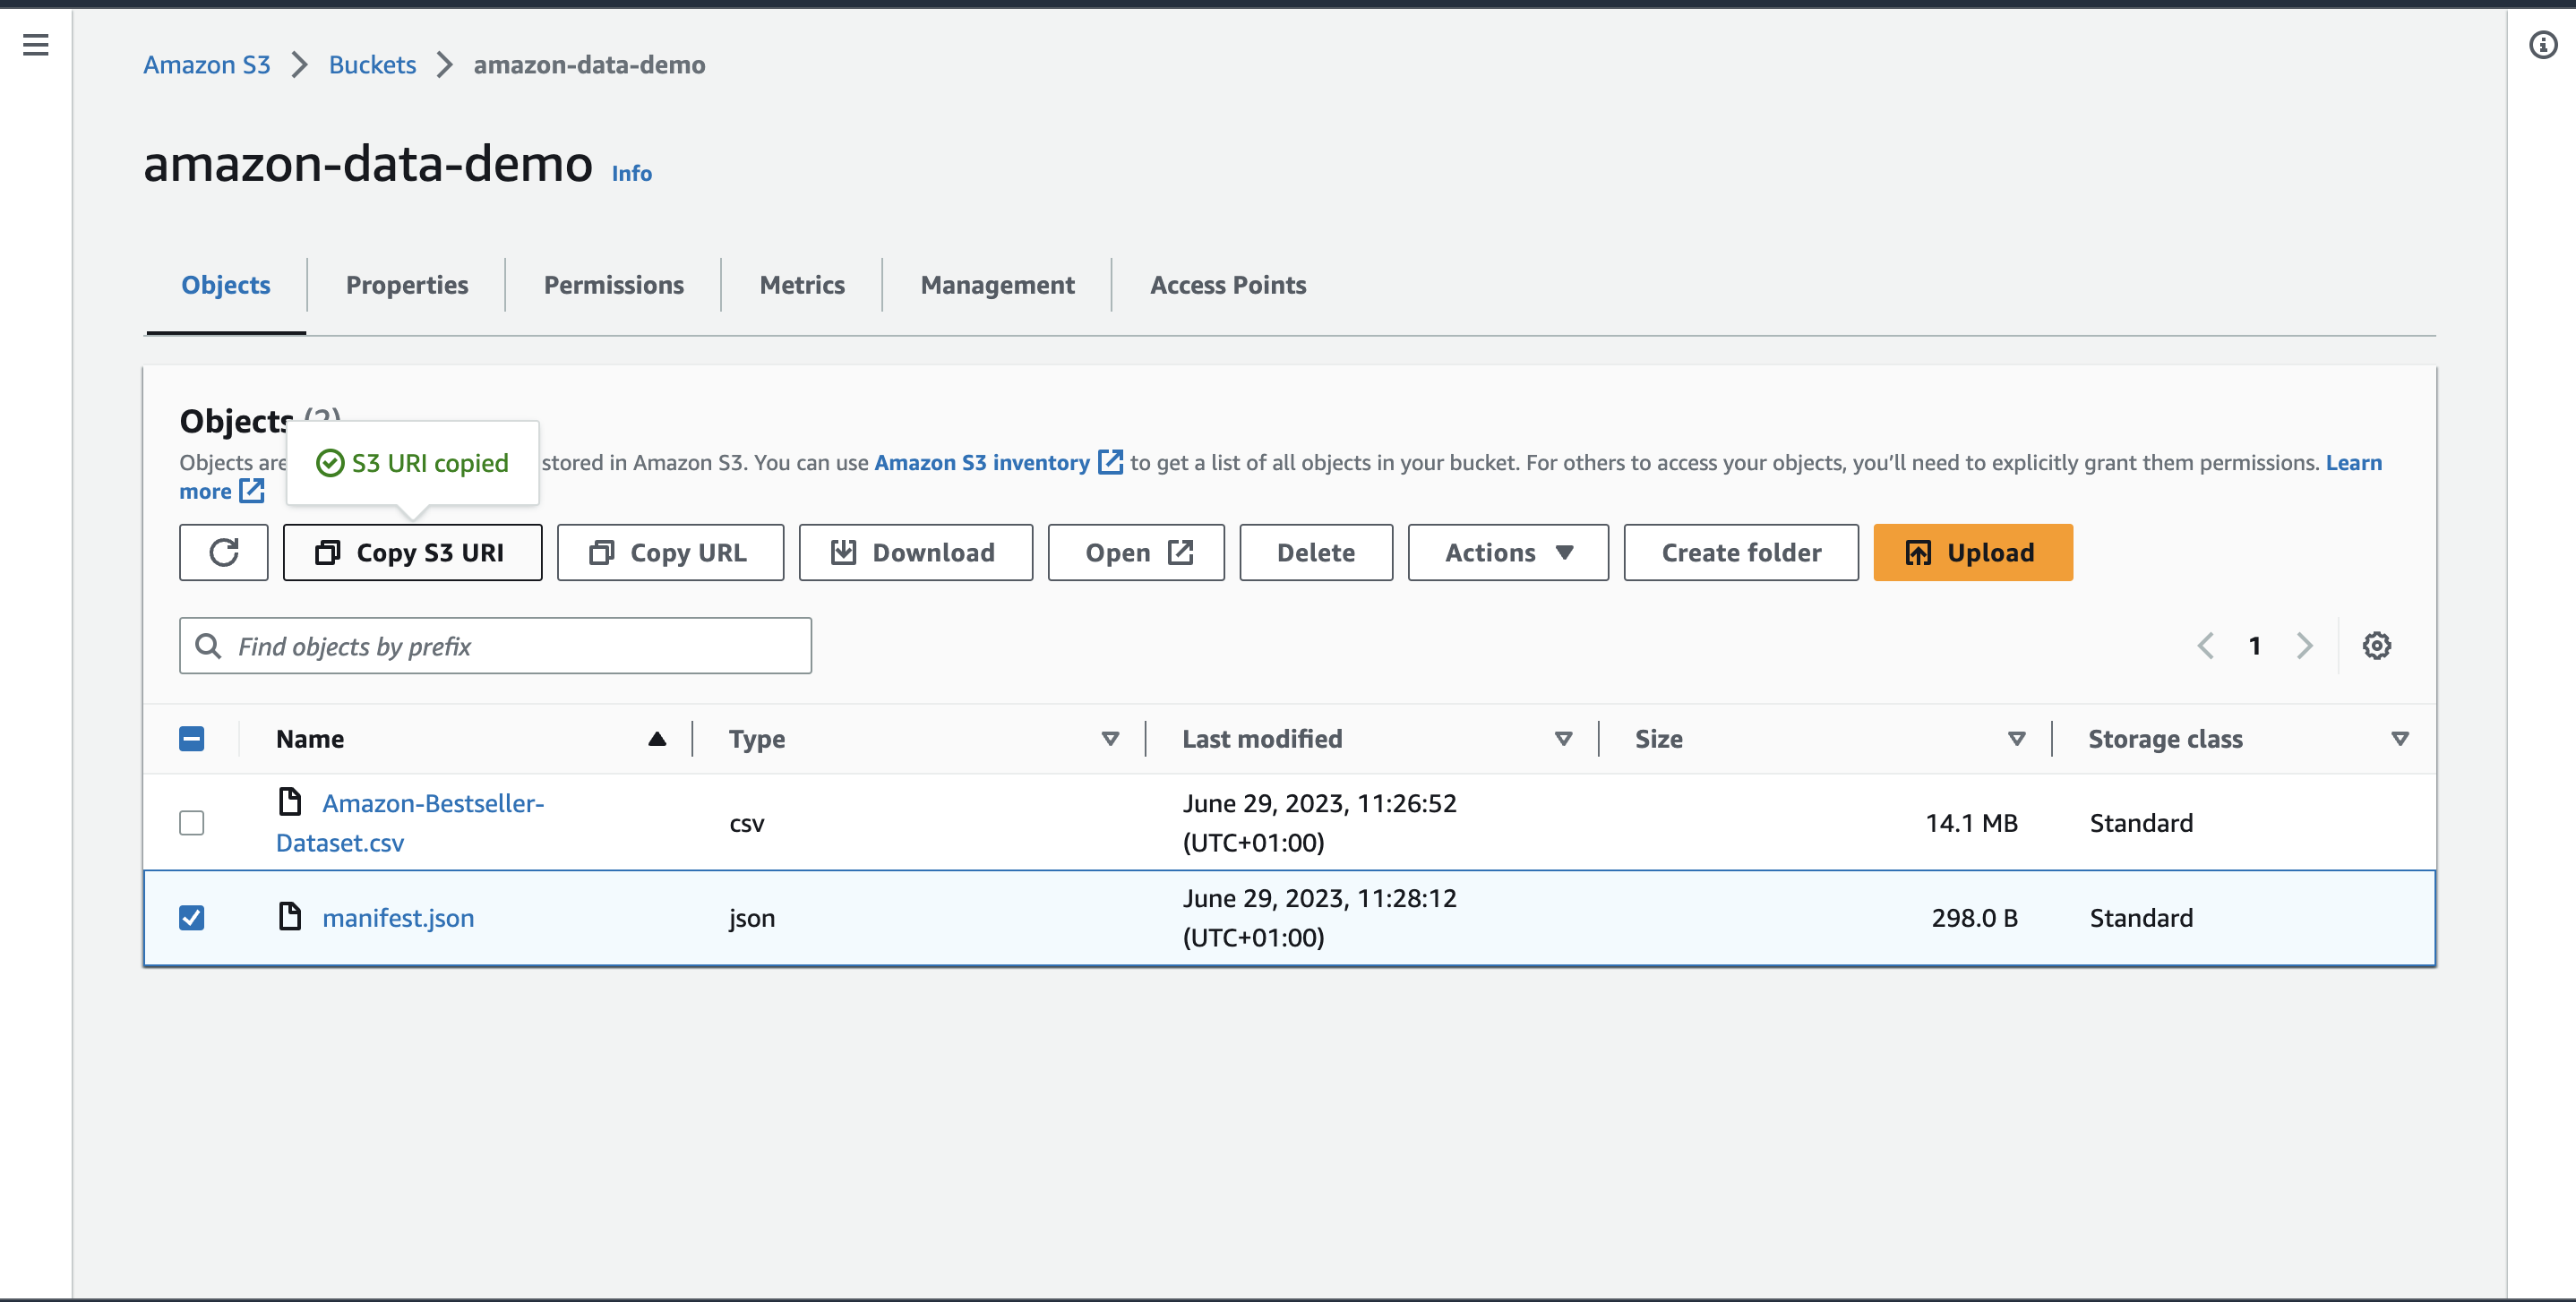 Amazon S3 > Buckets > amazon-data-demo
amazon-data-demo Info
Objects Properties Permissions Metrics Management Access Points
Objects (2)
Objects are S3 URI copied stored in Amazon S3. You can use Amazon S3 inventory to get a list of all objects in your bucket. For others to access your objects, you’ll need to explicitly grant them permissions. Learn
more
Copy S3 URI Copy URL Download Open Delete Actions Create folder Upload
Find objects by prefix 1
Name Type Last modified Size Storage class
Amazon-Bestseller-
Dataset.csv
csv
June 29, 2023, 11:26:52
(UTC+01:00)
14.1 MB
Standard
manifest.json
json
June 29, 2023, 11:28:12
(UTC+01:00)
298.0 B
Standard